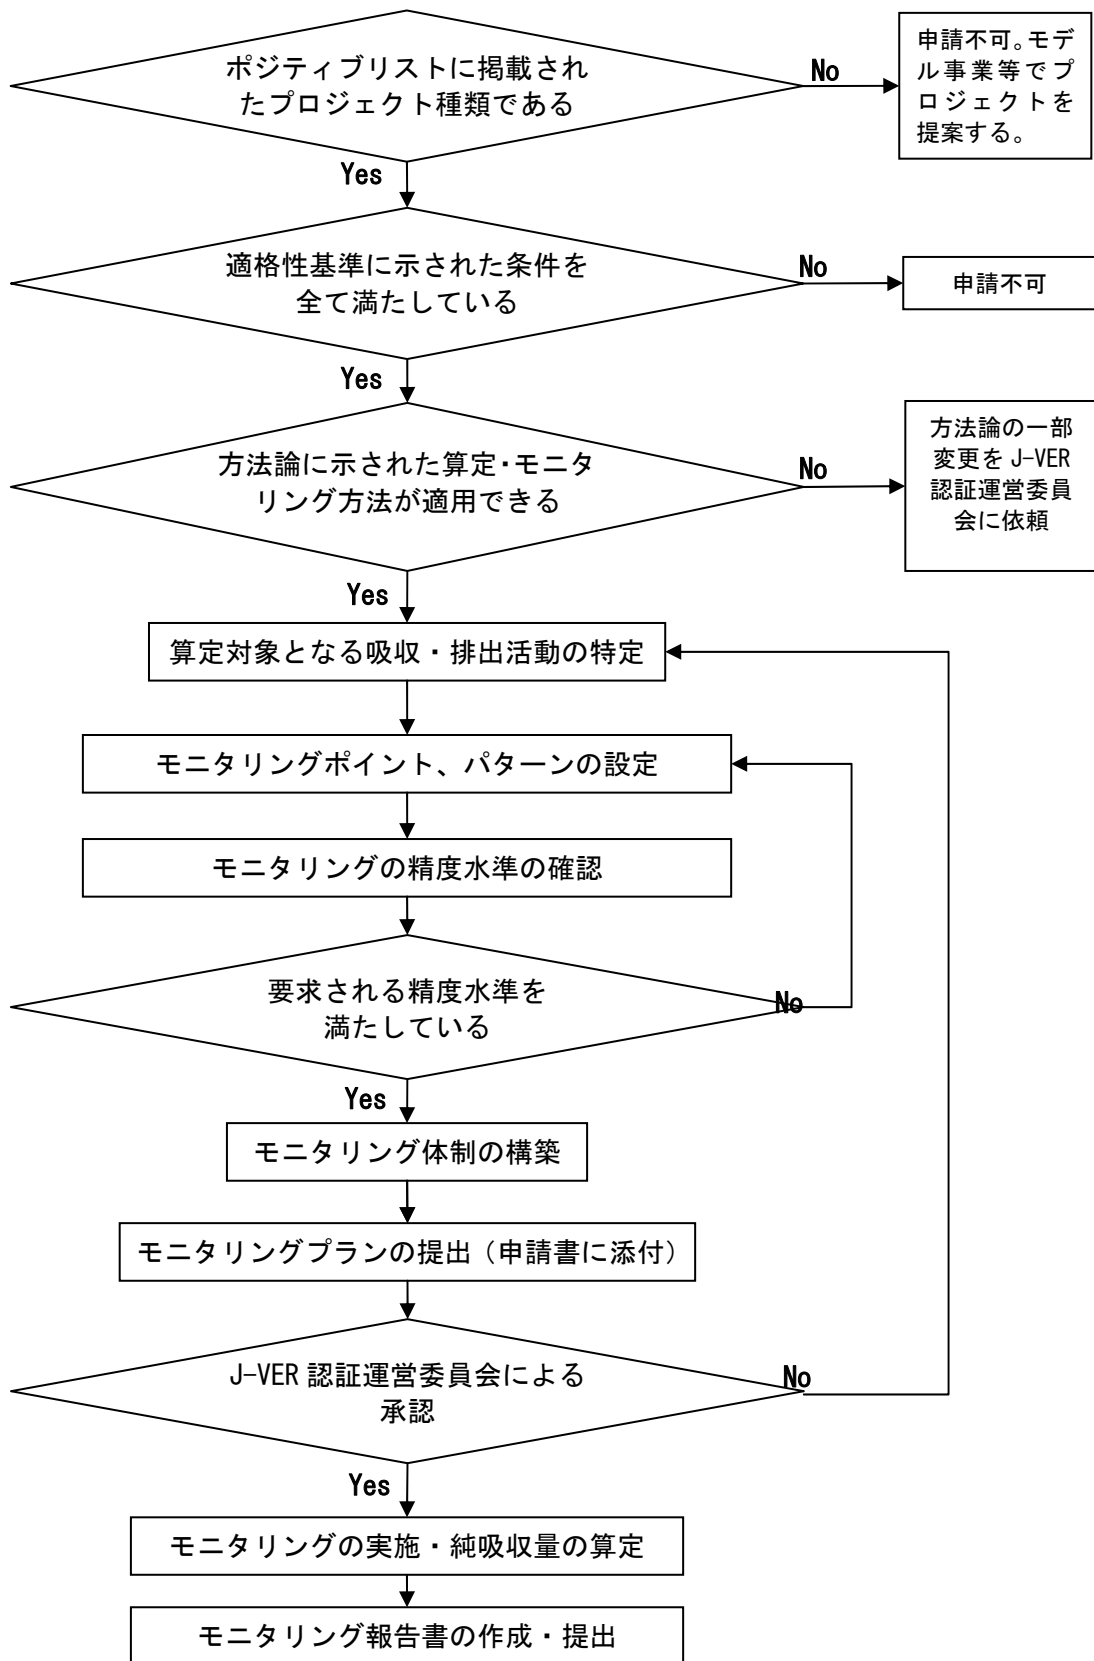 ポジティブリストに掲載され
たプロジェクト種類である
No
申請不可。モデ
ル事業等でプ
ロジェクトを
提案する。
Yes
適格性基準に示された条件を
全て満たしている
No
申請不可
Yes
方法論に示された算定・モニタ
リング方法が適用できる
No
方法論の一部
変更を J-VER
認証運営委員
会に依頼
Yes
算定対象となる吸収・排出活動の特定
モニタリングポイント、パターンの設定
モニタリングの精度水準の確認
要求される精度水準を
満たしている
No
Yes
モニタリング体制の構築
モニタリングプランの提出（申請書に添付）
J-VER 認証運営委員会による
承認
No
Yes
モニタリングの実施・純吸収量の算定
モニタリング報告書の作成・提出